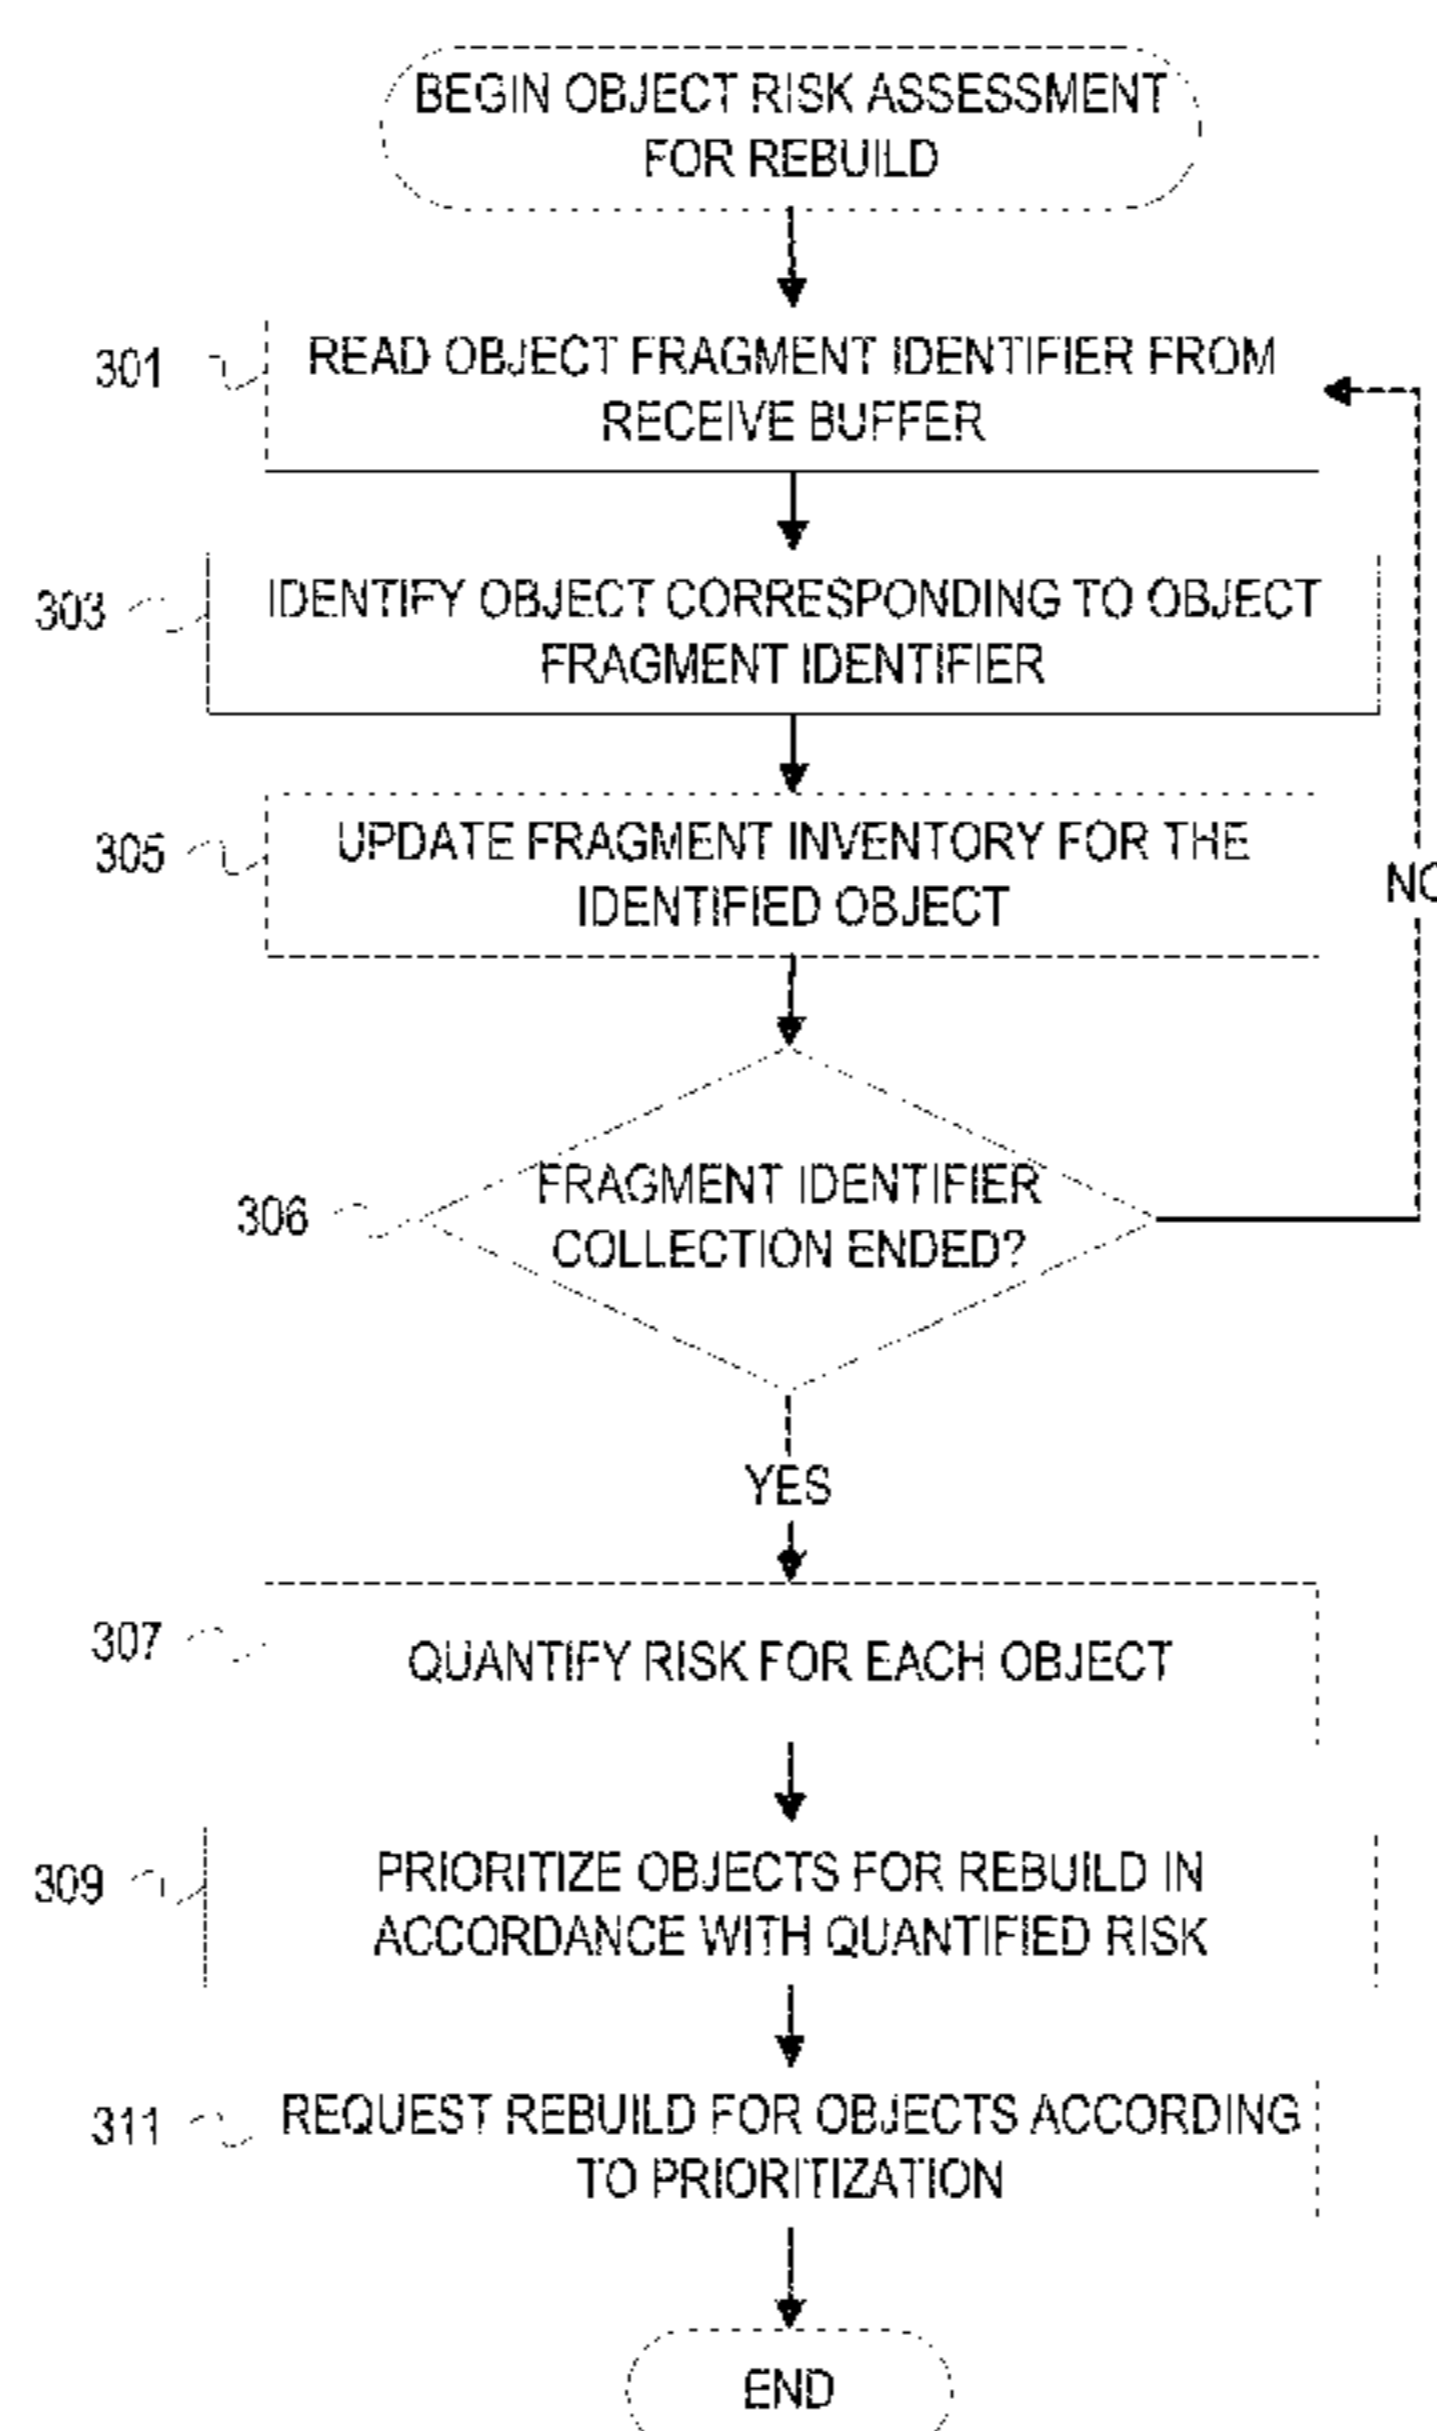 BEGIN OBJECT RISK ASSESSMENT
FOR REBUILD
301
READ OBJECT FRAGMENT IDENTIFIER FROM
RECEIVE BUFFER
303
IDENTIFY OBJECT CORRESPONDING TO OBJECT
FRAGMENT IDENTIFIER
305
UPDATE FRAGMENT INVENTORY FOR THE
IDENTIFIED OBJECT
NO
306
FRAGMENT IDENTIFIER
COLLECTION ENDED?
YES
307
QUANTIFY RISK FOR EACH OBJECT
309
PRIORITIZE OBJECTS FOR REBUILD IN
ACCORDANCE WITH QUANTIFIED RISK
311
REQUEST REBUILD FOR OBJECTS ACCORDING
TO PRIORITIZATION
END